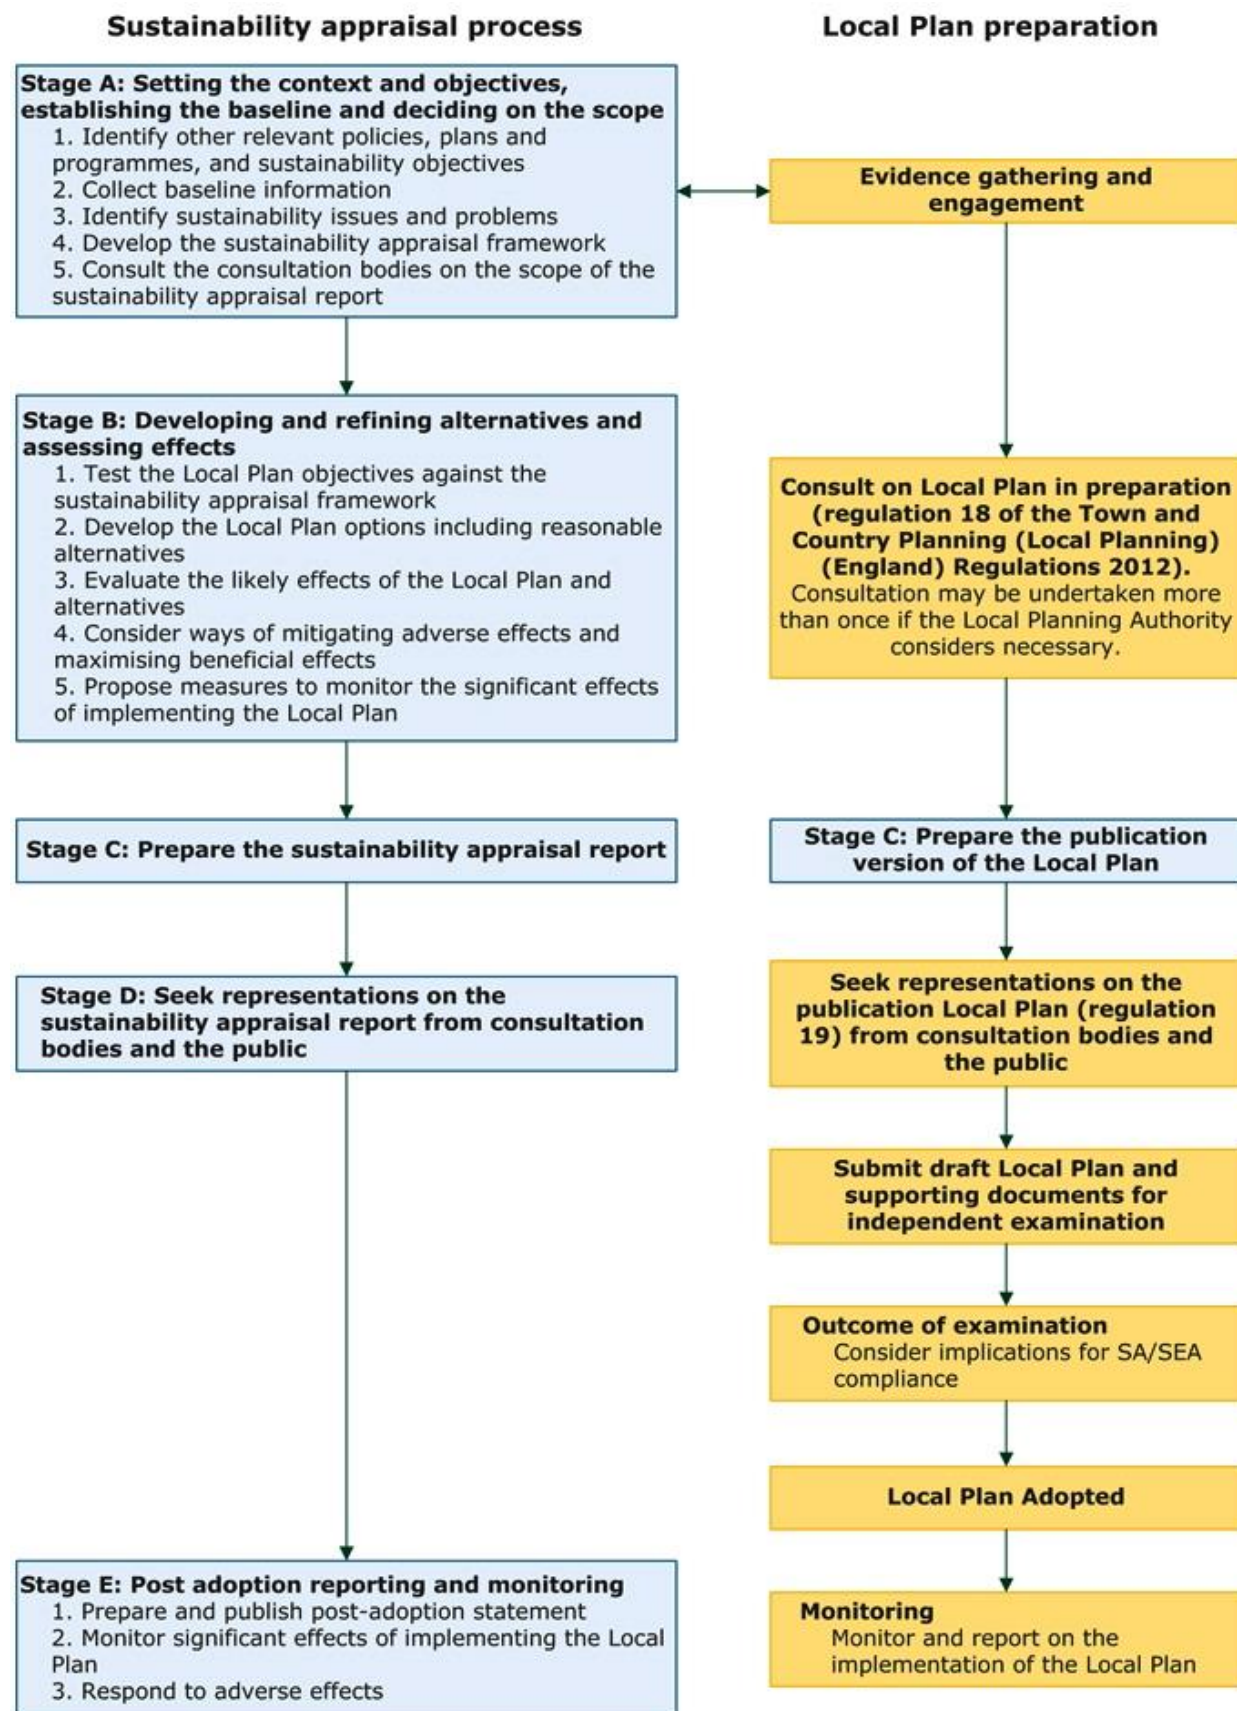 Sustainability appraisal process
Stage A: Setting the context and objectives,
establishing the baseline and deciding on the scope
1. Identify other relevant policies, plans and
programmes, and sustainability objectives
2. Collect baseline information
3. Identify sustainability issues and problems
4. Develop the sustainability appraisal framework
5. Consult the consultation bodies on the scope of the
sustainability appraisal report
Stage B: Developing and refining alternatives and
assessing effects
1. Test the Local Plan objectives against the
sustainability appraisal framework
2. Develop the Local Plan options including reasonable
alternatives
3. Evaluate the likely effects of the Local Plan and
alternatives
4. Consider ways of mitigating adverse effects and
maximising beneficial effects
5. Propose measures to monitor the significant effects
of implementing the Local Plan
Stage C: Prepare the sustainability appraisal report
Stage D: Seek representations on the
sustainability appraisal report from consultation
bodies and the public
Stage E: Post adoption reporting and monitoring
1. Prepare and publish post-adoption statement
2. Monitor significant effects of implementing the Local
Plan
3. Respond to adverse effects
Local Plan preparation
Evidence gathering and
engagement
Consult on Local Plan in preparation
(regulation 18 of the Town and
Country Planning (Local Planning)
(England) Regulations 2012).
Consultation may be undertaken more
than once if the Local Planning Authority
considers necessary.
Stage C: Prepare the publication
version of the Local Plan
Seek representations on the
publication Local Plan (regulation
19) from consultation bodies and
the public
Submit draft Local Plan and
supporting documents for
independent examination
Outcome of examination
Consider implications for SA/SEA
compliance
Local Plan Adopted
Monitoring
Monitor and report on the
implementation of the Local Plan